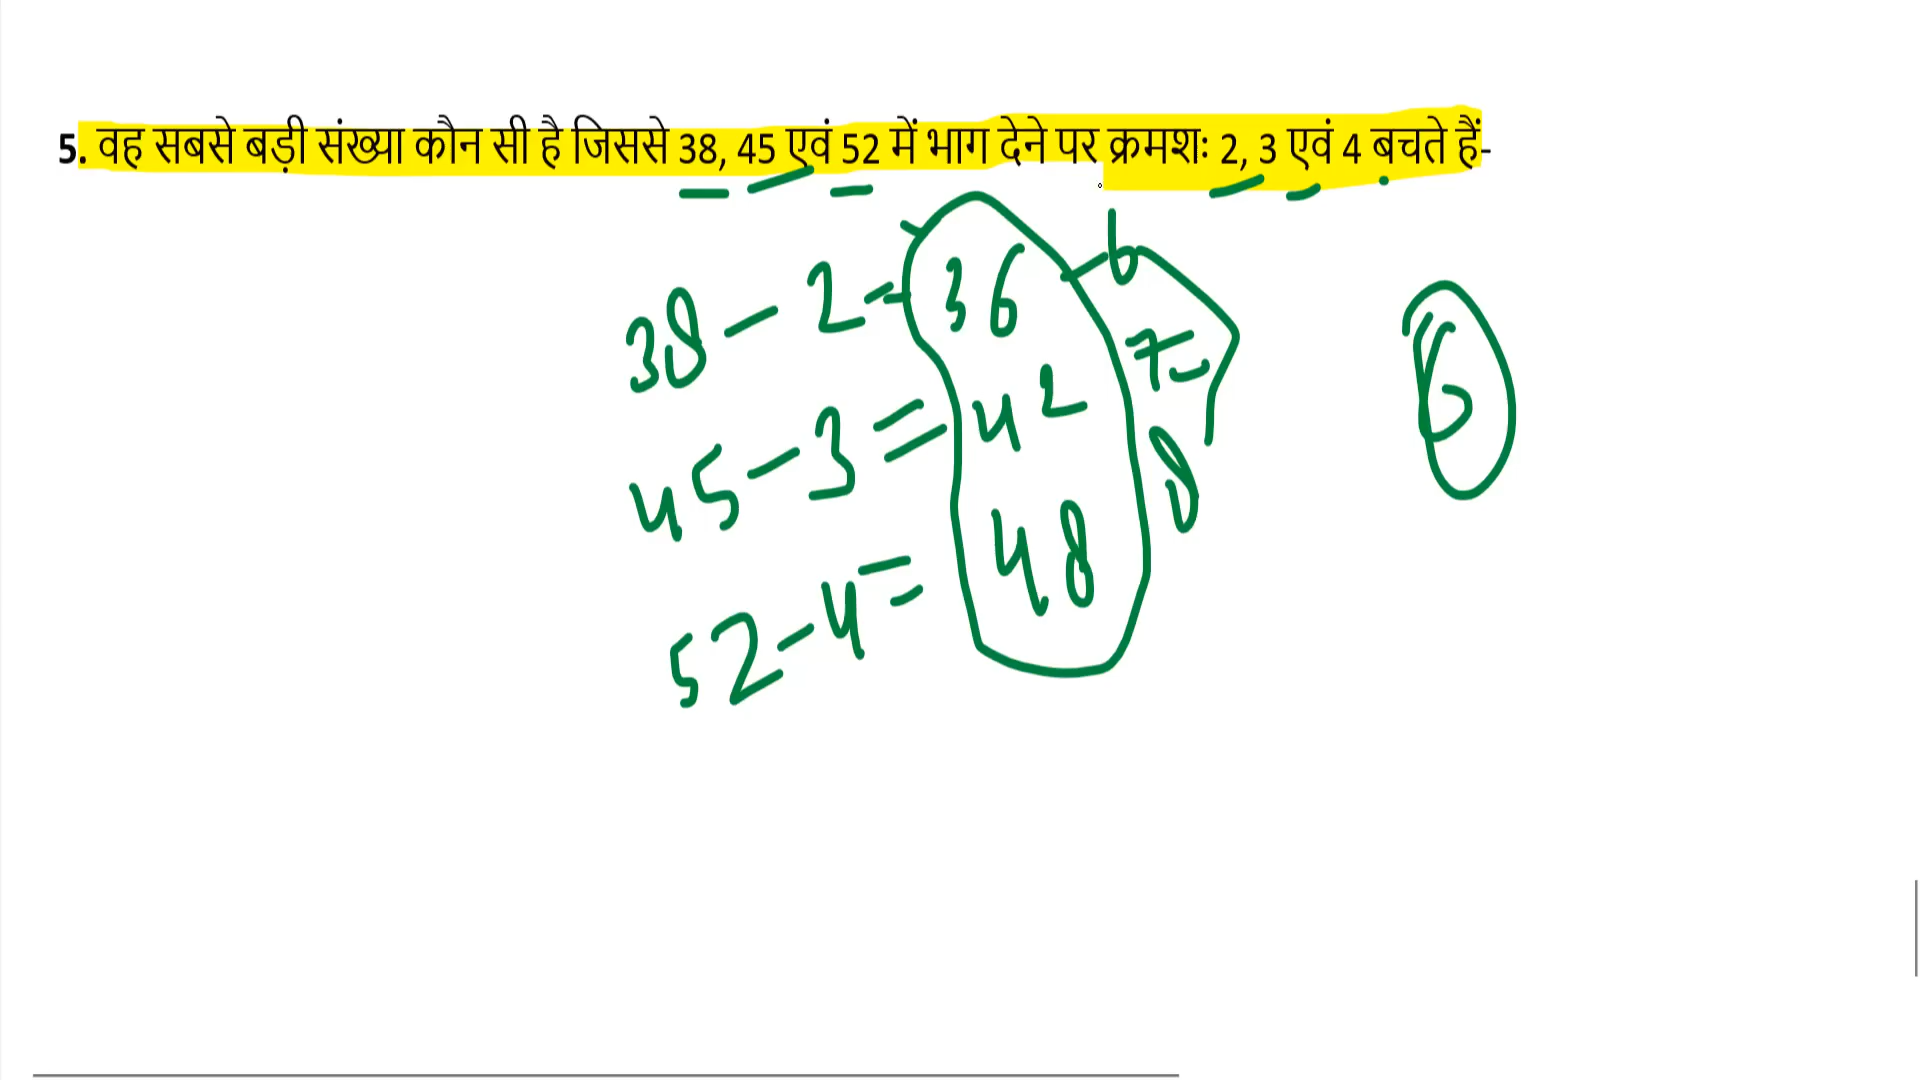 5. वह सबसे बड़ी संख्या कौन सी है जिससे 38, 45 एवं 52 में भाग देने पर क्रमशः 2, 3 एवं 4 बचते हैं-
38 - 2 = 36 - 6
45 - 3 = 42 7
52 - 4 = 48 8
6